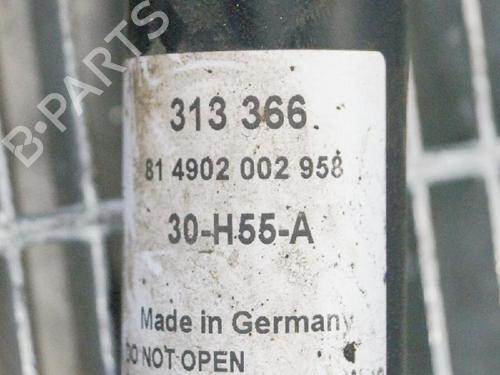 B-PARTS
313 366
81 4902 002 958
30-H55-A
Made in Germany
DO NOT OPEN